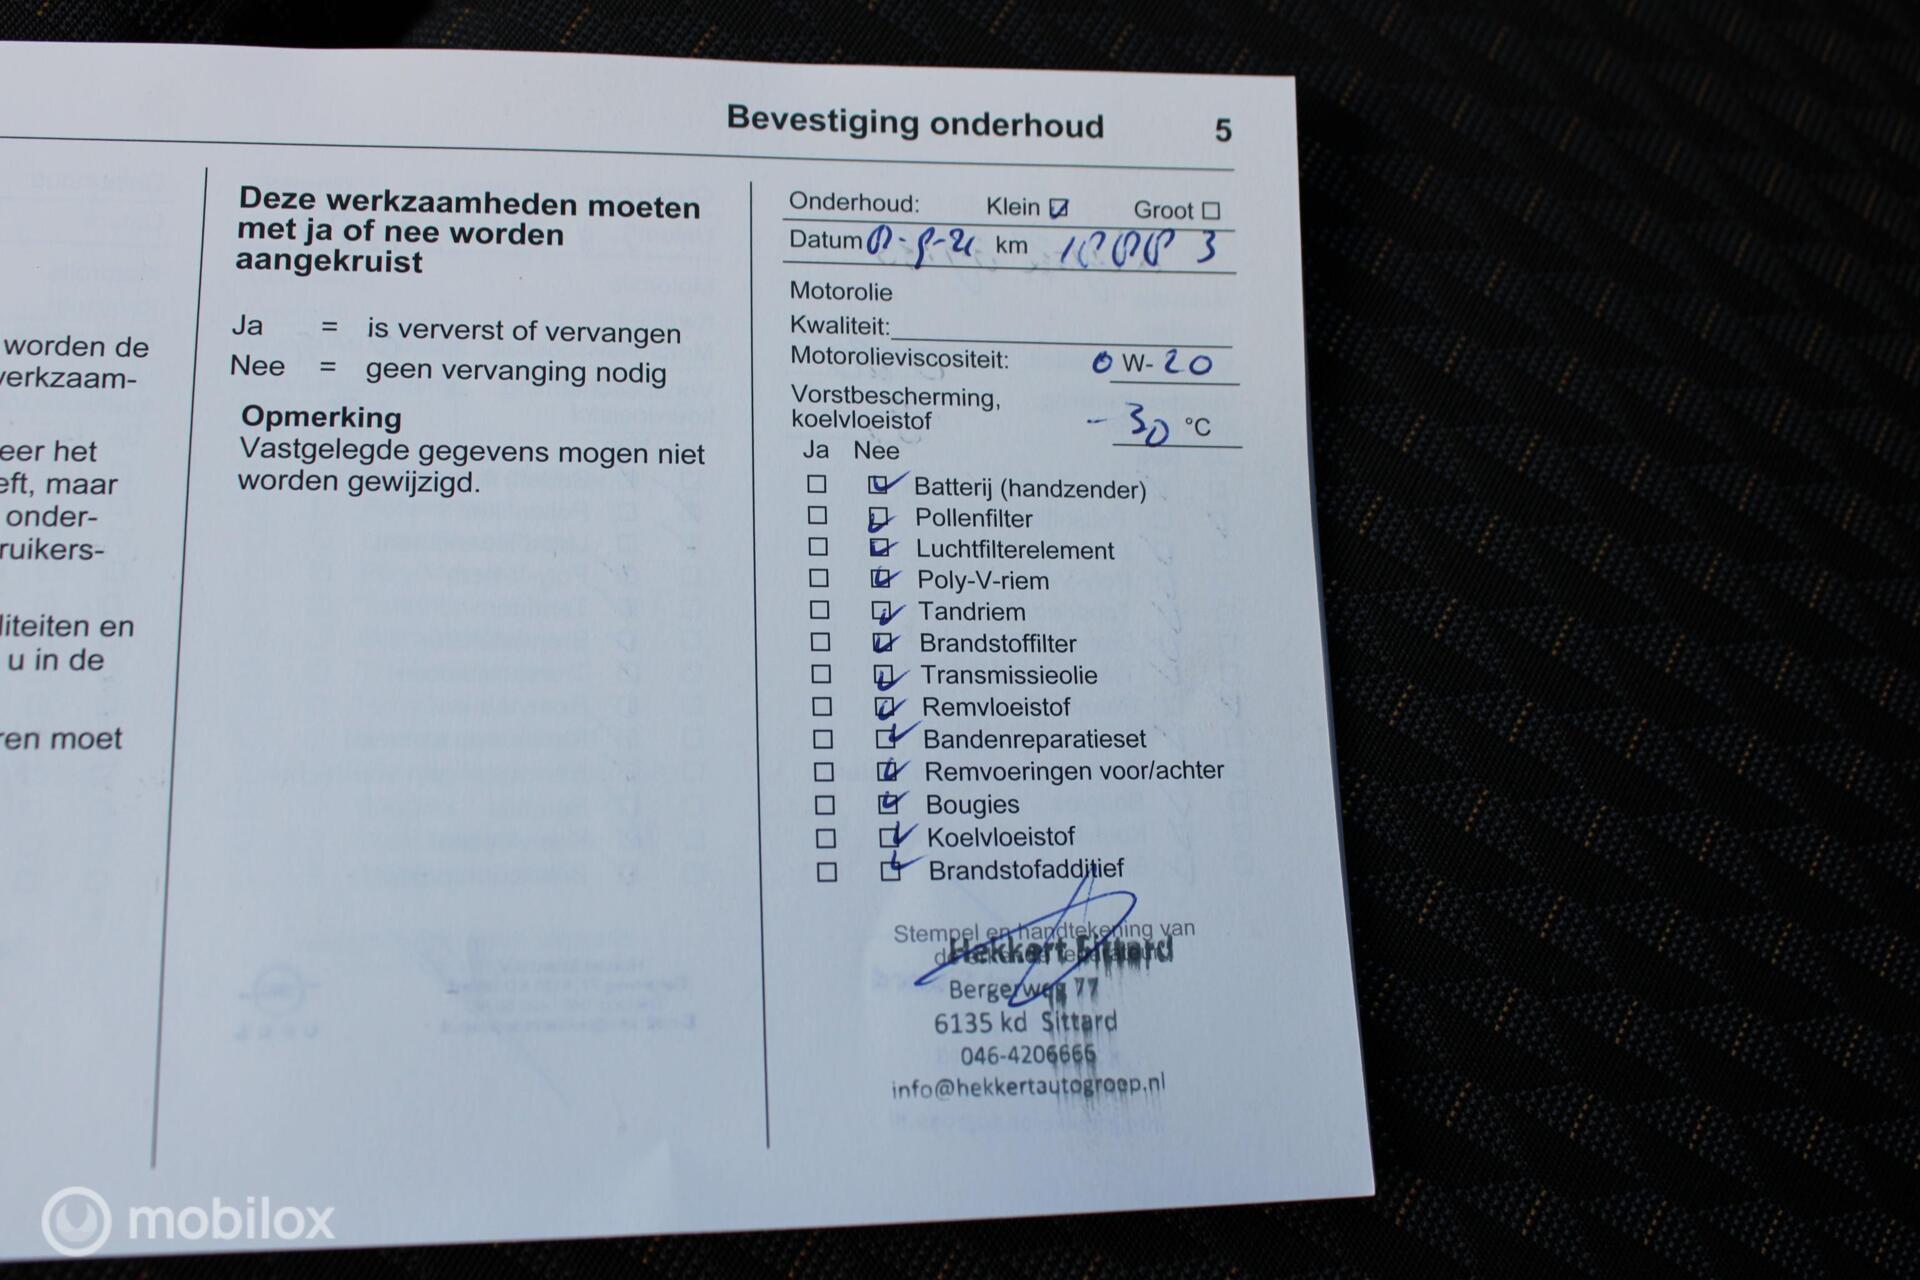 Bevestiging onderhoud 5
worden de
verkzaam-
eer het
eft, maar
onder-
ruikers-
liteiten en
u in de
ren moet
Deze werkzaamheden moeten
met ja of nee worden
aangekruist
Ja = is ververst of vervangen
Nee = geen vervanging nodig
Opmerking
Vastgelegde gegevens mogen niet
worden gewijzigd.
Onderhoud: Klein Groot
Datum km
Motorolie
Kwaliteit:
Motorolieviscositeit: 0 W- 20
Vorstbescherming,
koelvloeistof - 30 °C
Ja Nee
Batterij (handzender)
Pollenfilter
Luchtfilterelement
Poly-V-riem
Tandriem
Brandstoffilter
Transmissieolie
Remvloeistof
Bandenreparatieset
Remvoeringen voor/achter
Bougies
Koelvloeistof
Brandstofadditief
Stempel en handtekening van
Hekkert Sittard
Bergerweg 77
6135 kd Sittard
046-4206666
info@hekkertautogroep.nl
mobilox